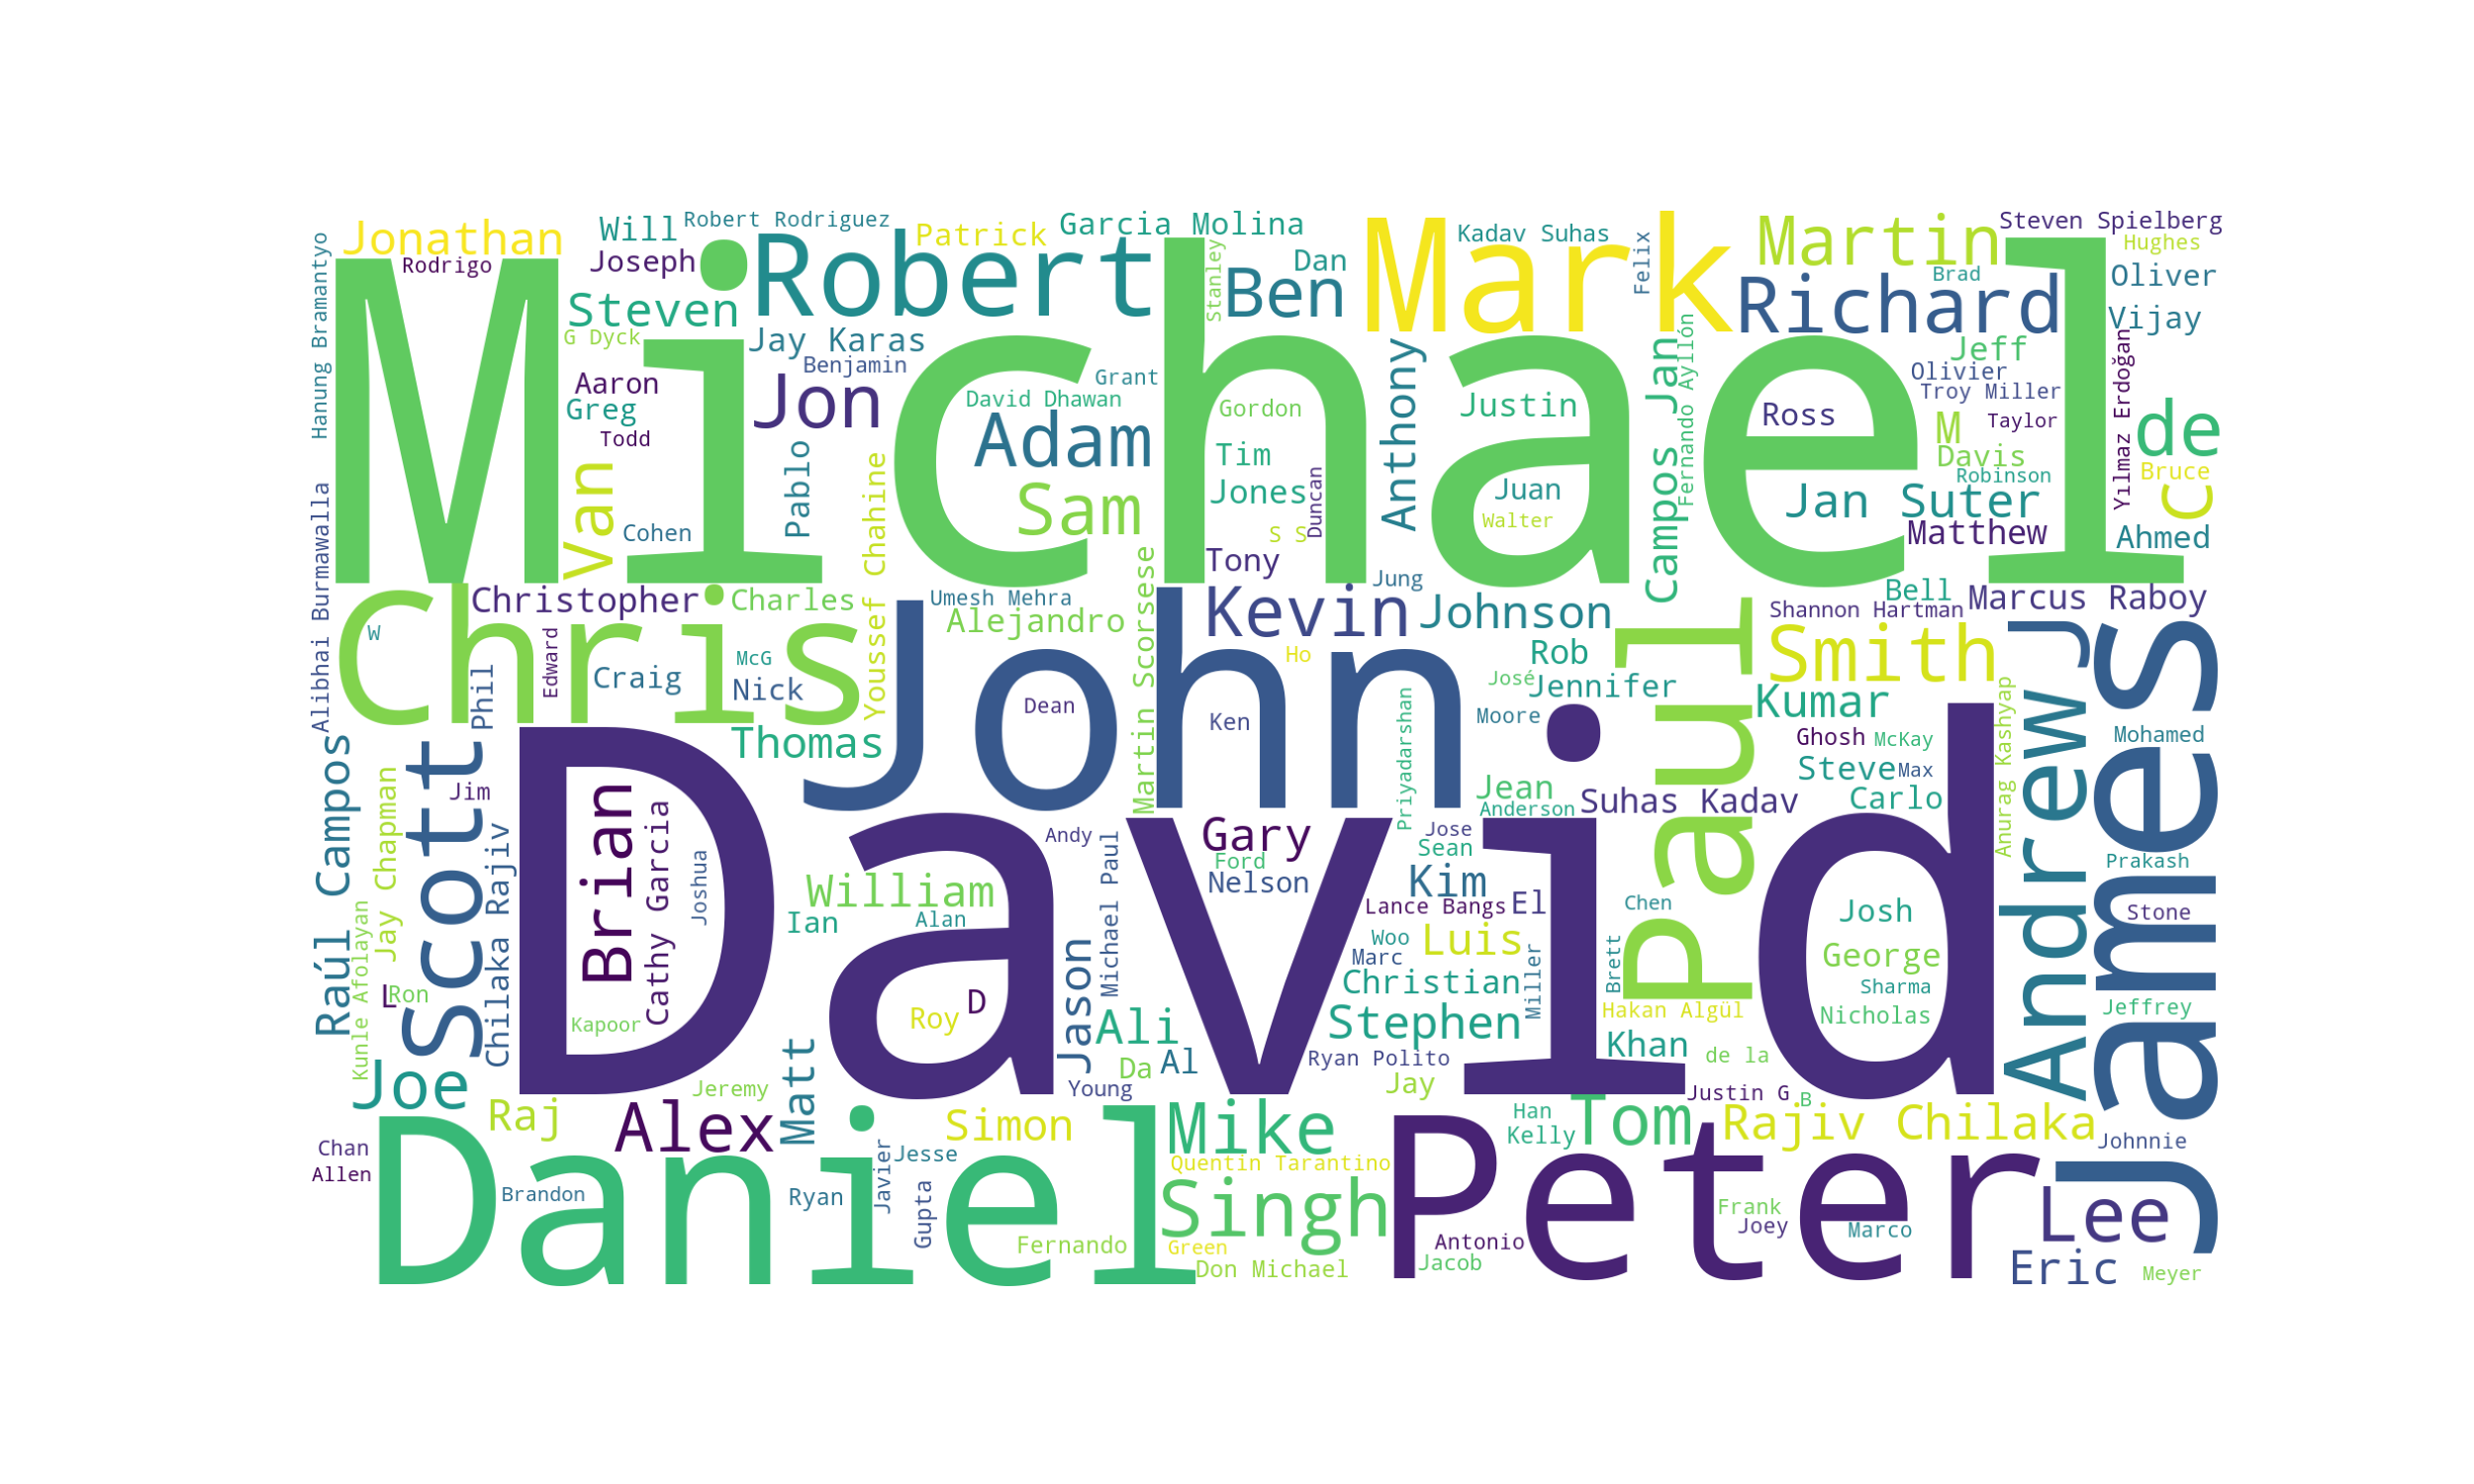 Michael
David
John
Daniel
Peter
James
Paul
Chris
Mark
Robert
Andrew
Scott
Richard
Jonathan
Rodrigo
Will
Joseph
Steven
Robert Rodriguez
Patrick
Garcia Molina
Ben
Dan
stanley
Kadav Suhas
Felix
Martin
Steven Spielberg
Hughes
Brad
Oliver
Vijay
Hanung Bramantyo
G Dyck
Jay Karas
Benjamin
Aaron
Greg
Todd
Jon
Van
Cohen
Pablo
Youssef Chahine
David Dhawan
Grant
Adam
Sam
Gordon
Tim
Jones
Duncan
S S
Tony
Anthony
Justin
Juan
Walter
Campos Jan
Fernando Ayllón
Ross
Jeff
Olivier
Troy Miller
Taylor
M
Davis
Robinson
Yılmaz Erdoğan
de
Bruce
C
Jan Suter
Matthew
Ahmed
Alibhai Burmawalla
W
Christopher
Charles
Edward
Craig
McG
Nick
Phil
Umesh Mehra
Alejandro
Martin Scorsese
Kevin
Jung
Johnson
Ho
Rob
José
Jennifer
Bell
Shannon Hartman
Marcus Raboy
J
Smith
Kumar
Dean
Ken
Moore
Thomas
Priyadarshan
Ghosh
McKay
Anurag Kashyap
Mohamed
Steve
Max
Carlo
Suhas Kadav
Jean
Anderson
Raúl Campos
Jim
Jay Chapman
Chilaka Rajiv
Kunle Afolayan
L
Ron
Brian
Cathy Garcia
Joshua
Kapoor
William
Ian
Alan
Roy
D
Andy
Michael Paul
Jason
Gary
Ford
Nelson
Jose
Sean
Kim
Lance Bangs
El
Woo
Marc
Luis
Christian
Miller
Stephen
Chen
Brett
Hakan Algül
Josh
George
Sharma
Nicholas
Prakash
Stone
Jeffrey
Joe
Raj
Jeremy
Alex
Matt
Ali
Da
Al
Young
Ryan Polito
Jay
Khan
de la
Justin G
B
Chan
Allen
Brandon
Ryan
Javier
Jesse
Gupta
Simon
Fernando
Mike
Quentin Tarantino
Singh
Green
Don Michael
Han
Kelly
Tom
Rajiv Chilaka
Johnnie
Antonio
Jacob
Frank
Joey
Marco
Lee
Eric
Meyer